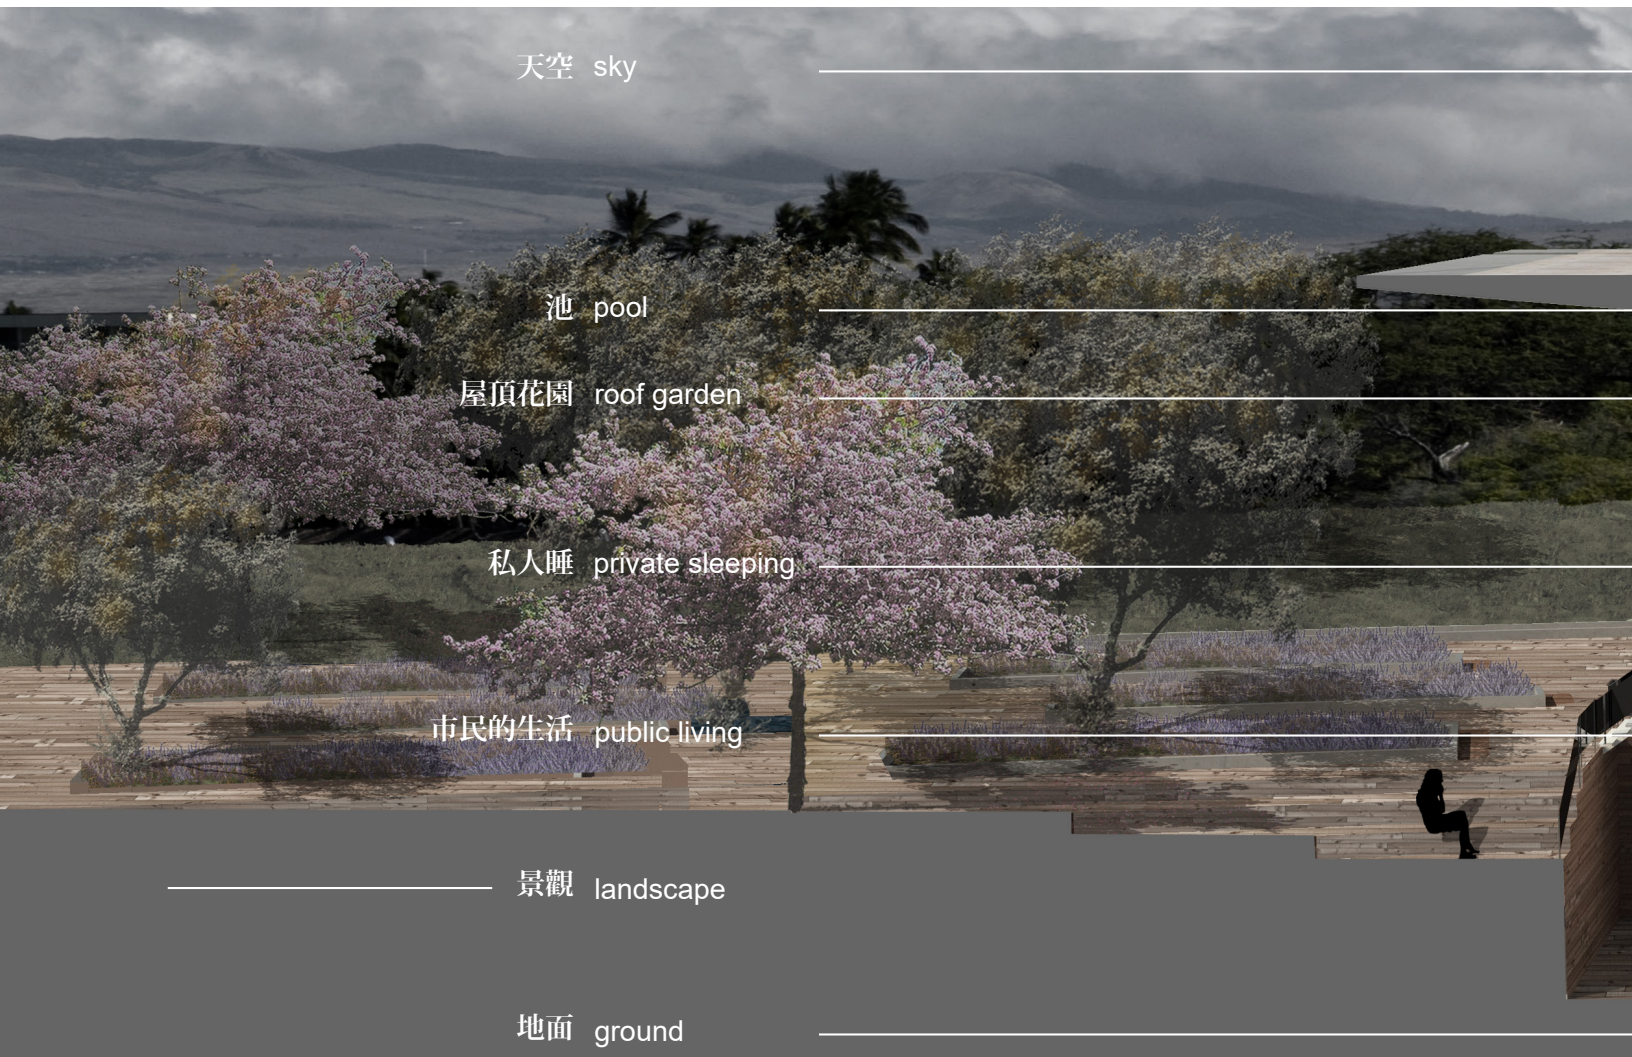 天空 sky
池 pool
屋頂花園 roof garden
私人睡 private sleeping
市民的生活 public living
景觀 landscape
地面 ground